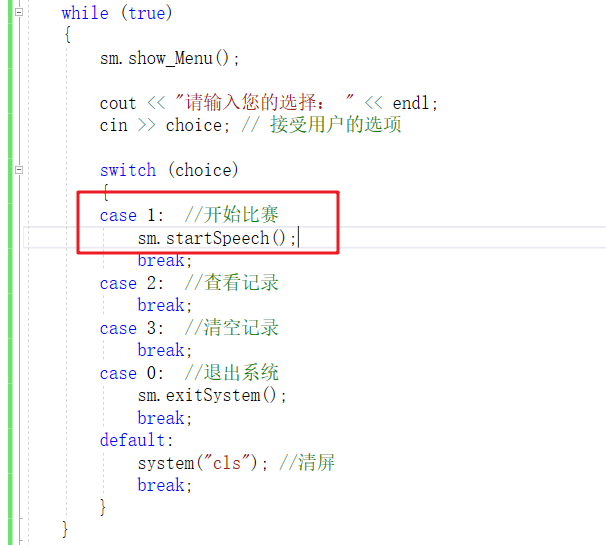 while (true)
{
sm.show_Menu();
cout << "请输入您的选择： " << endl;
cin >> choice; // 接受用户的选项
switch (choice)
{
case 1:  //开始比赛
sm.startSpeech();
break;
case 2:  //查看记录
break;
case 3:  //清空记录
break;
case 0:  //退出系统
sm.exitSystem();
break;
default:
system("cls"); //清屏
break;
}
}